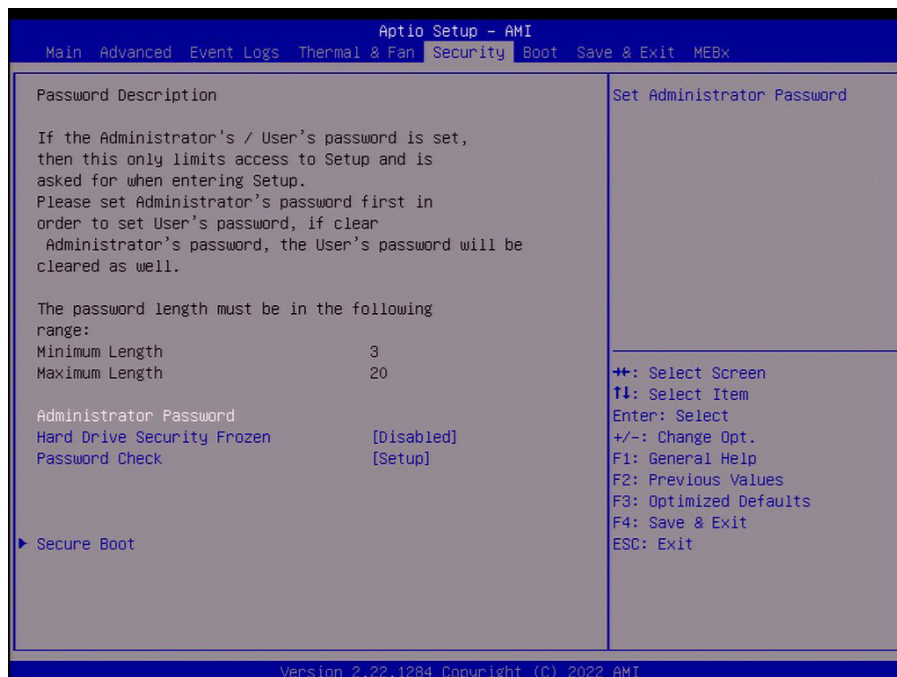 Aptio Setup – AMI
Main Advanced Event Logs Thermal & Fan Security Boot Save & Exit MEBx
Password Description
If the Administrator's / User's password is set,
then this only limits access to Setup and is
asked for when entering Setup.
Please set Administrator's password first in
order to set User's password, if clear
Administrator's password, the User's password will be
cleared as well.
The password length must be in the following
range:
Minimum Length 3
Maximum Length 20
Administrator Password
Hard Drive Security Frozen [Disabled]
Password Check [Setup]
Secure Boot
Set Administrator Password
→←: Select Screen
↑↓: Select Item
Enter: Select
+/-: Change Opt.
F1: General Help
F2: Previous Values
F3: Optimized Defaults
F4: Save & Exit
ESC: Exit
Version 2.22.1284 Copyright (C) 2022 AMI